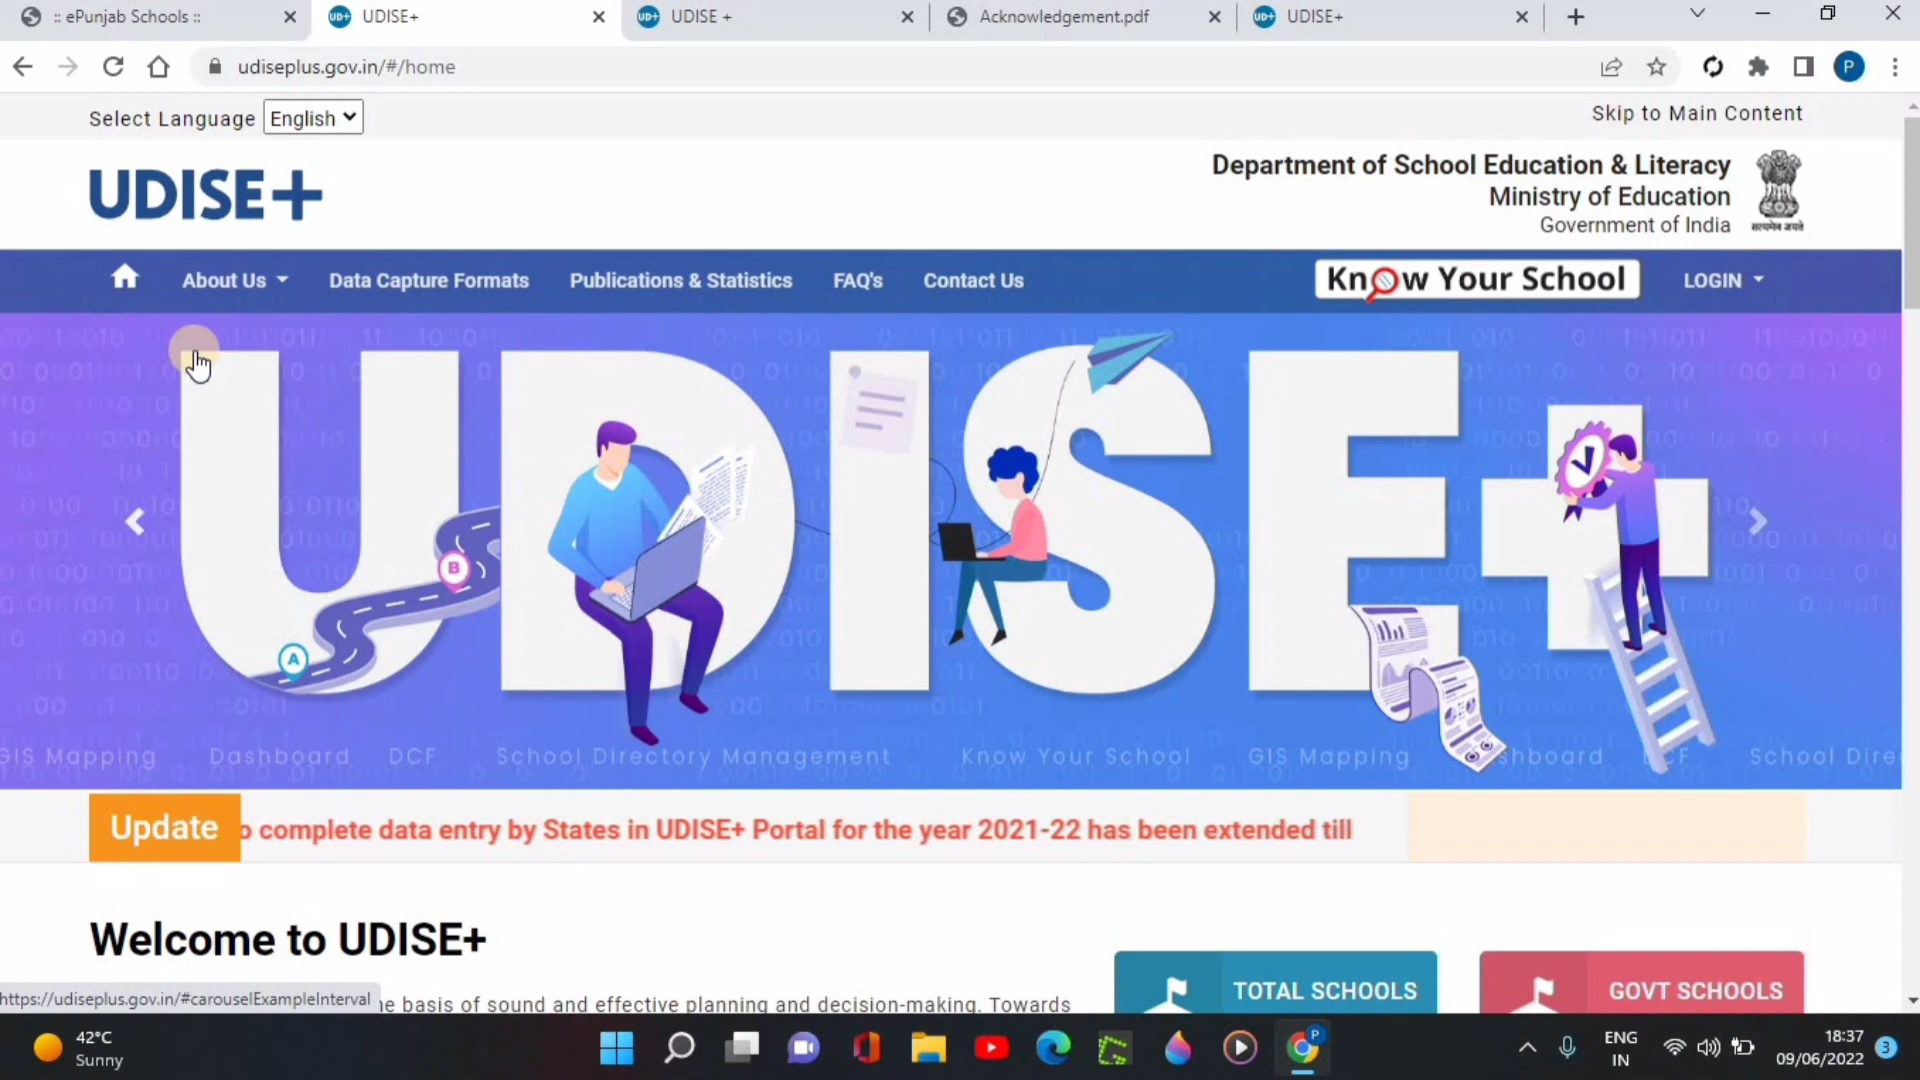 :: ePunjab Schools ::
UDISE+
UDISE +
Acknowledgement.pdf
UDISE+
udiseplus.gov.in/#/home
P
Select Language English
Skip to Main Content
UDISE+
Department of School Education & Literacy
Ministry of Education
Government of India
सत्यमेव जयते
About Us
Data Capture Formats
Publications & Statistics
FAQ's
Contact Us
Know Your School
LOGIN
UDISE+
B
A
GIS Mapping Dashboard DCF School Directory Management Know Your School GIS Mapping
Update
complete data entry by States in UDISE+ Portal for the year 2021-22 has been extended till
Welcome to UDISE+
https://udiseplus.gov.in/#carouselExampleInterval
basis of sound and effective planning and decision-making. Towards
TOTAL SCHOOLS
GOVT SCHOOLS
42°C
Sunny
P
ENG
IN
18:37
09/06/2022
3